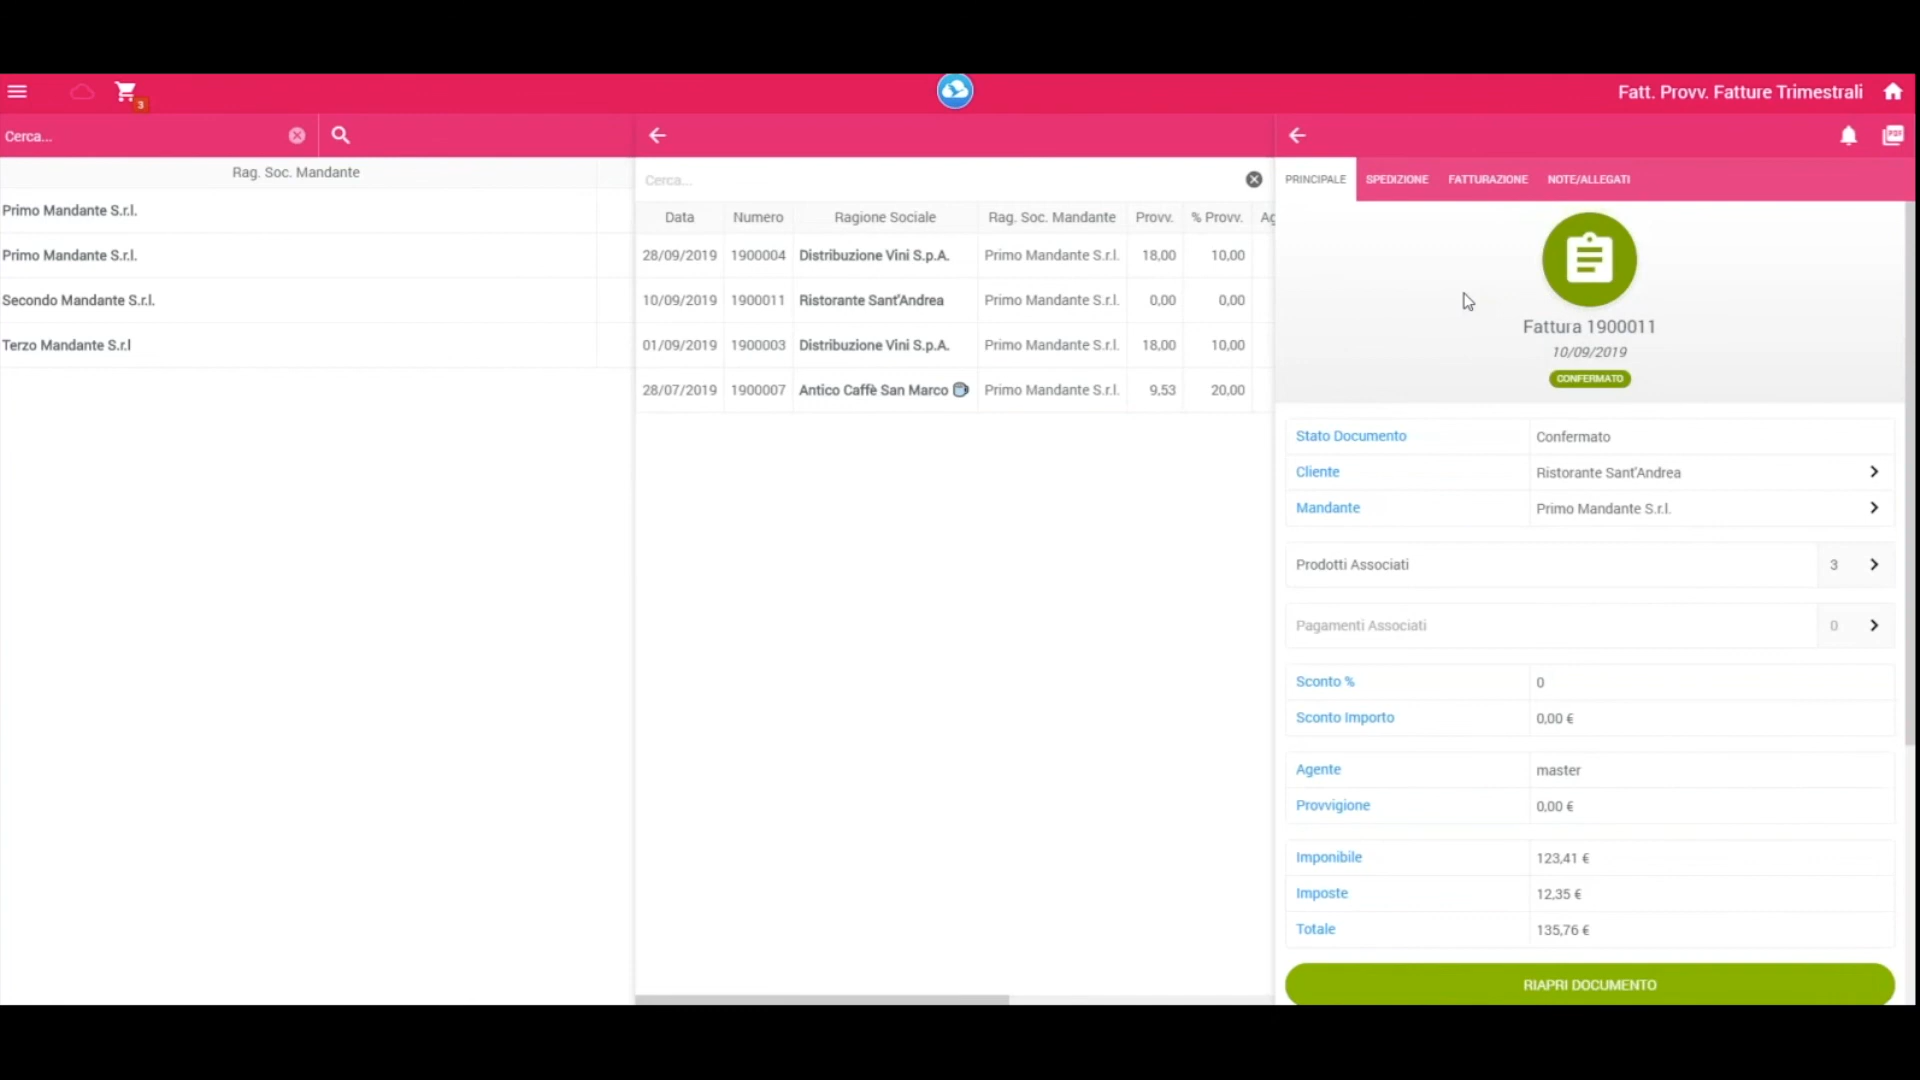 3
Fatt. Provv. Fatture Trimestrali
Cerca...
Rag. Soc. Mandante
Primo Mandante S.r.l.
Primo Mandante S.r.l.
Secondo Mandante S.r.l.
Terzo Mandante S.r.l
Cerca...
Data Numero Ragione Sociale Rag. Soc. Mandante Provv. % Provv. Ag
28/09/2019 1900004 Distribuzione Vini S.p.A. Primo Mandante S.r.l. 18,00 10,00
10/09/2019 1900011 Ristorante Sant'Andrea Primo Mandante S.r.l. 0,00 0,00
01/09/2019 1900003 Distribuzione Vini S.p.A. Primo Mandante S.r.l. 18,00 10,00
28/07/2019 1900007 Antico Caffè San Marco Primo Mandante S.r.l. 9,53 20,00
PDF
PRINCIPALE SPEDIZIONE FATTURAZIONE NOTE/ALLEGATI
Fattura 1900011
10/09/2019
CONFERMATO
Stato Documento Confermato
Cliente Ristorante Sant'Andrea
Mandante Primo Mandante S.r.l.
Prodotti Associati 3
Pagamenti Associati 0
Sconto % 0
Sconto Importo 0,00 €
Agente master
Provvigione 0,00 €
Imponibile 123,41 €
Imposte 12,35 €
Totale 135,76 €
RIAPRI DOCUMENTO